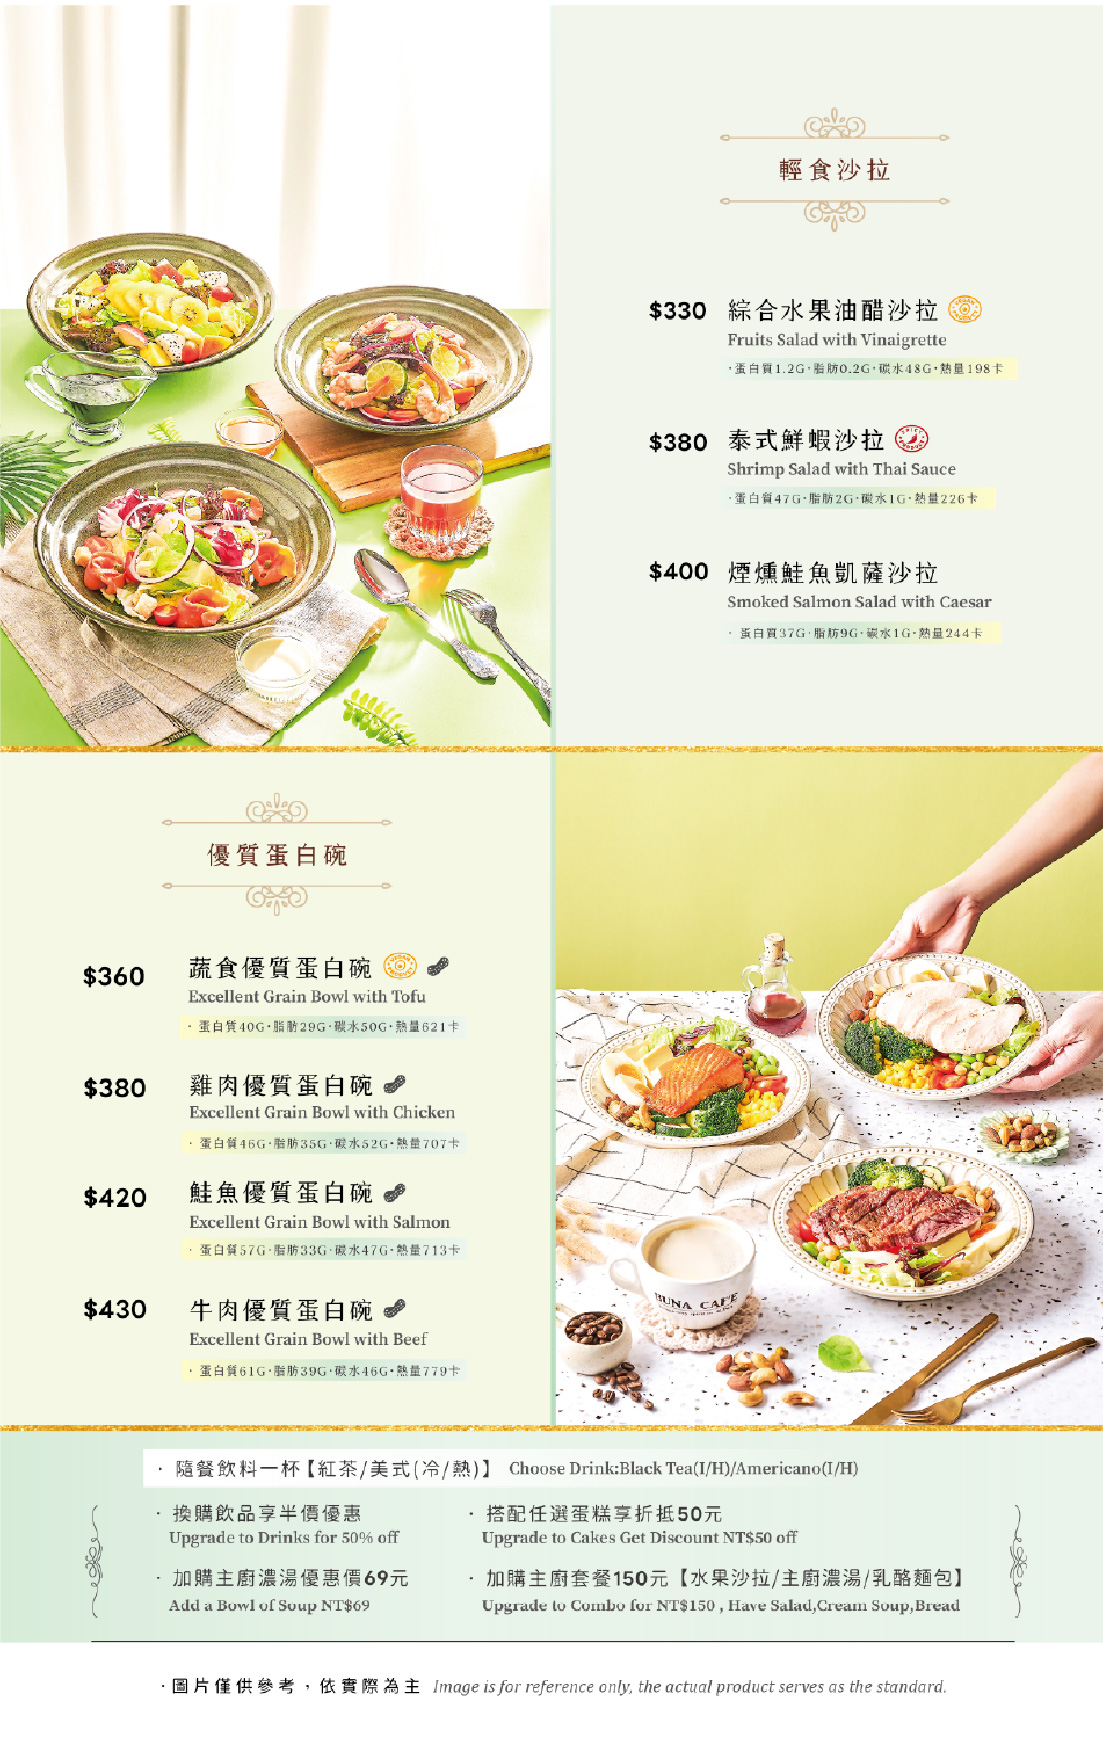 輕食沙拉
$330 綜合水果油醋沙拉
Fruits Salad with Vinaigrette
·蛋白質1.2G·脂肪0.2G·碳水48G·熱量198卡
$380 泰式鮮蝦沙拉
Shrimp Salad with Thai Sauce
·蛋白質47G·脂肪2G·碳水1G·熱量226卡
$400 煙燻鮭魚凱薩沙拉
Smoked Salmon Salad with Caesar
· 蛋白質37G·脂肪9G·碳水1G·熱量244卡
優質蛋白碗
$360 蔬食優質蛋白碗
Excellent Grain Bowl with Tofu
· 蛋白質40G·脂肪29G·碳水50G·熱量621卡
$380 雞肉優質蛋白碗
Excellent Grain Bowl with Chicken
· 蛋白質46G·脂肪35G·碳水52G·熱量707卡
$420 鮭魚優質蛋白碗
Excellent Grain Bowl with Salmon
· 蛋白質57G·脂肪33G·碳水47G·熱量713卡
$430 牛肉優質蛋白碗
Excellent Grain Bowl with Beef
· 蛋白質61G·脂肪39G·碳水46G·熱量779卡
BUNA CAFE
· 隨餐飲料一杯【紅茶/美式(冷/熱)】 Choose Drink:Black Tea(I/H)/Americano(I/H)
· 換購飲品享半價優惠
Upgrade to Drinks for 50% off
· 搭配任選蛋糕享折抵50元
Upgrade to Cakes Get Discount NT$50 off
· 加購主廚濃湯優惠價69元
Add a Bowl of Soup NT$69
· 加購主廚套餐150元【水果沙拉/主廚濃湯/乳酪麵包】
Upgrade to Combo for NT$150 , Have Salad,Cream Soup,Bread
·圖片僅供參考，依實際為主 Image is for reference only, the actual product serves as the standard.